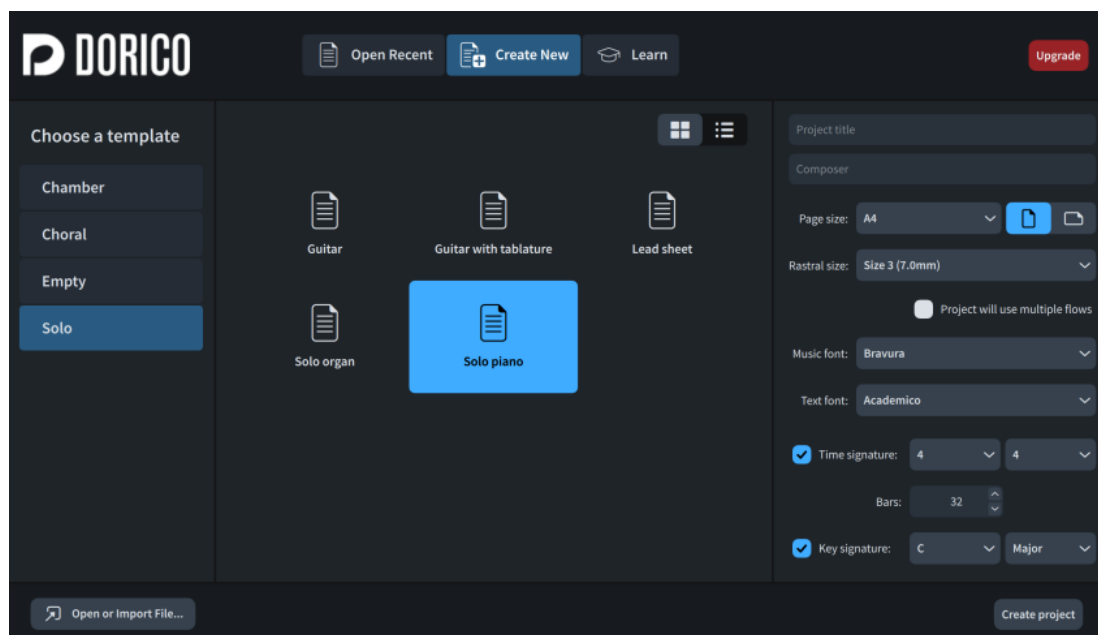 DORICO
Open Recent
Create New
Learn
Upgrade
Choose a template
Chamber
Choral
Empty
Solo
Guitar
Guitar with tablature
Lead sheet
Solo organ
Solo piano
Project title
Composer
Page size: A4
Rastral size: Size 3 (7.0mm)
Project will use multiple flows
Music font: Bravura
Text font: Academico
Time signature: 4 4
Bars: 32
Key signature: C Major
Open or Import File...
Create project